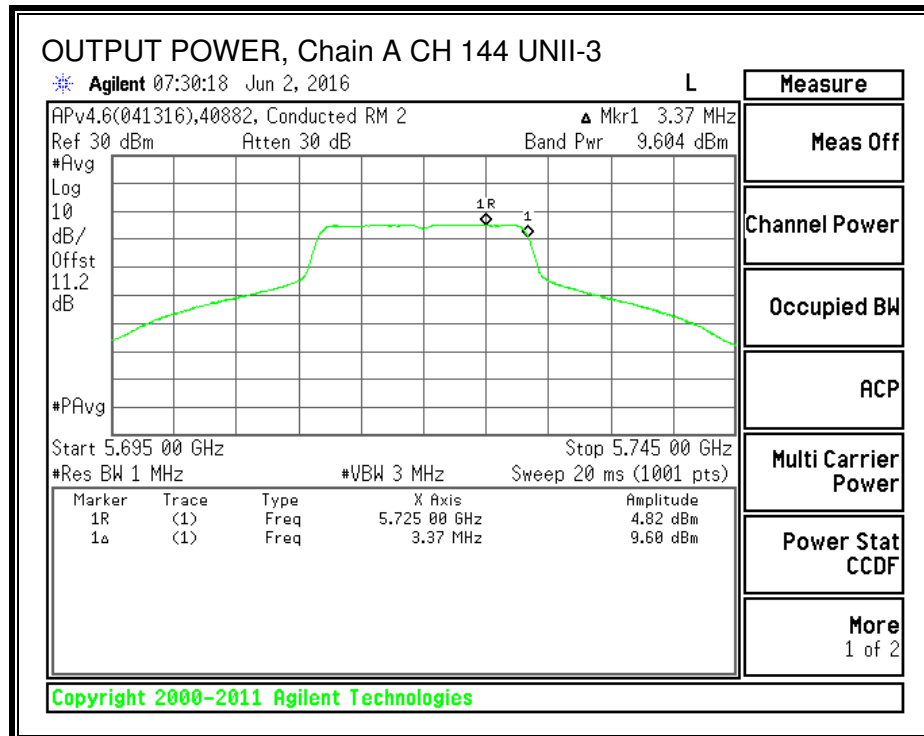 OUTPUT POWER, Chain A CH 144 UNII-3
Agilent 07:30:18 Jun 2, 2016 L
Measure
APv4.6(041316),40882, Conducted RM 2 ▲ Mkr1 3.37 MHz
Ref 30 dBm Atten 30 dB Band Pwr 9.604 dBm
#Avg
Log
10
dB/
Offst
11.2
dB
1R
1
#PAvg
Start 5.695 00 GHz Stop 5.745 00 GHz
#Res BW 1 MHz #VBW 3 MHz Sweep 20 ms (1001 pts)
Marker Trace Type X Axis Amplitude
1R (1) Freq 5.725 00 GHz 4.82 dBm
1▵ (1) Freq 3.37 MHz 9.60 dBm
Meas Off
Channel Power
Occupied BW
ACP
Multi Carrier
Power
Power Stat
CCDF
More
1 of 2
Copyright 2000-2011 Agilent Technologies